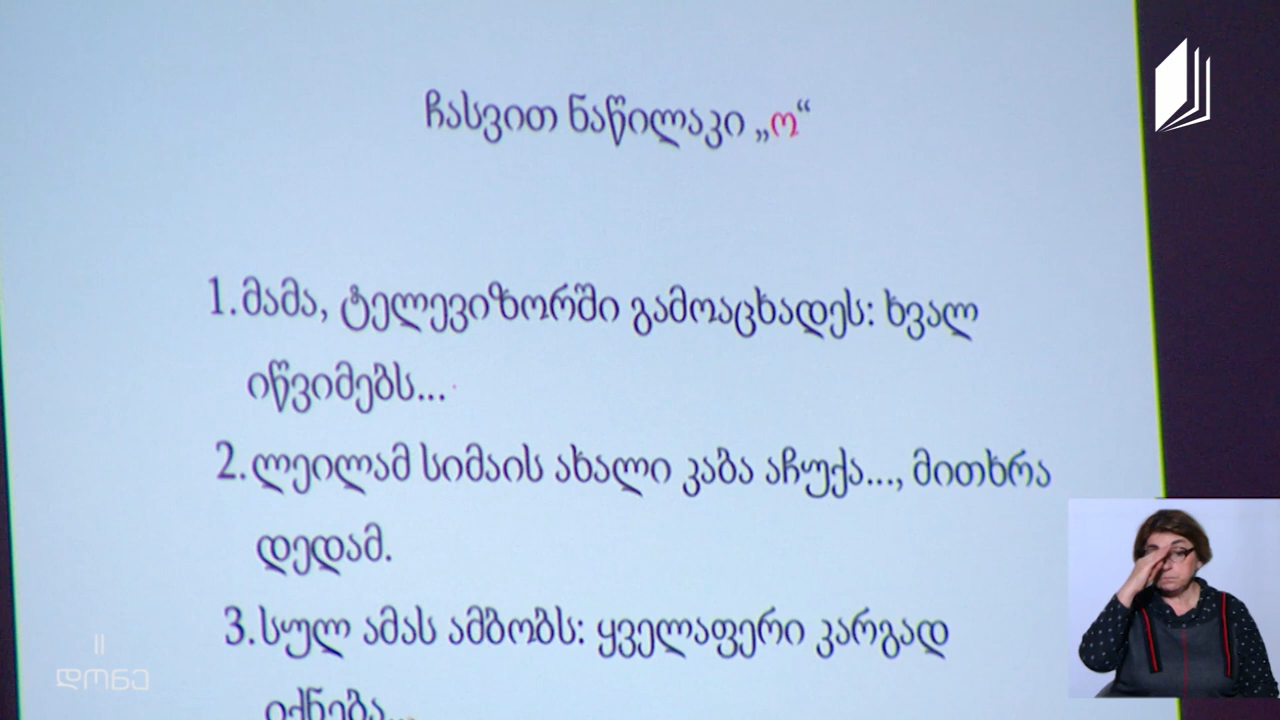 ჩასვით ნაწილაკი „ო“
1. მამა, ტელევიზორში გამოაცხადეს: ხვალ
იწვიმებს...
2. ლეილამ სიმაის ახალი კაბა აჩუქა..., მითხრა
დედამ.
3. სულ ამას ამბობს: ყველაფერი კარგად
იქნება...
II
დონე